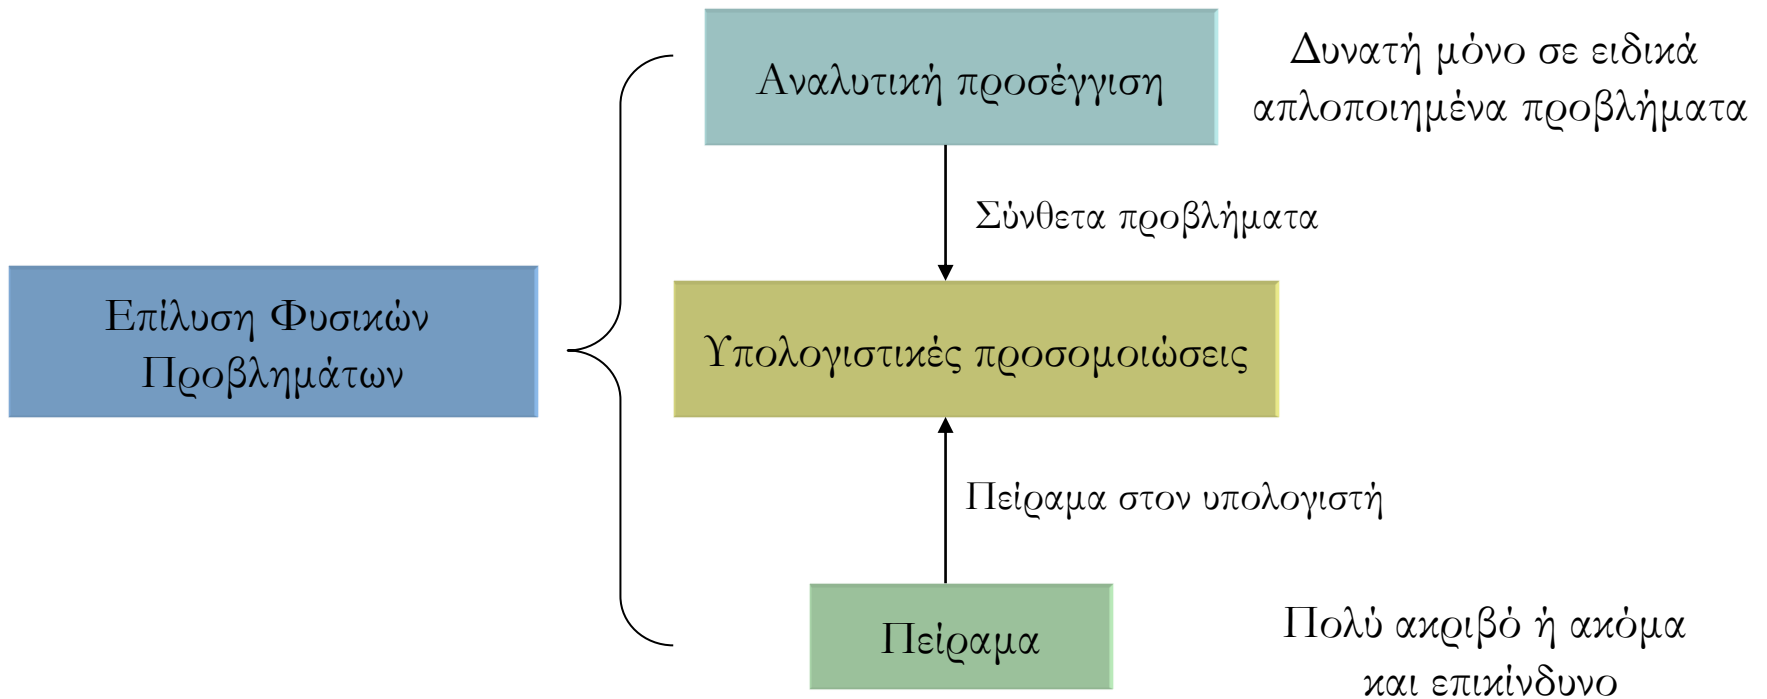 Αναλυτική προσέγγιση
Δυνατή μόνο σε ειδικά
απλοποιημένα προβλήματα
Σύνθετα προβλήματα
Επίλυση Φυσικών
Προβλημάτων
Υπολογιστικές προσομοιώσεις
Πείραμα στον υπολογιστή
Πείραμα
Πολύ ακριβό ή ακόμα
και επικίνδυνο